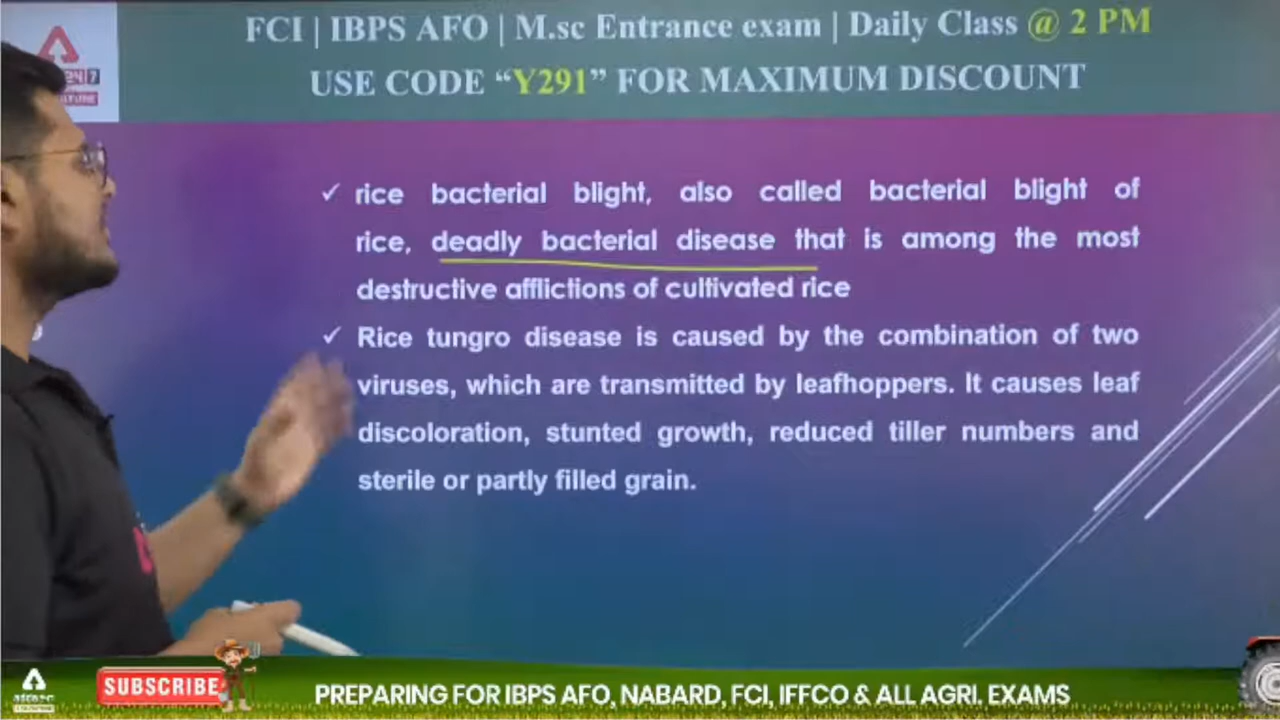 FCI | IBPS AFO | M.sc Entrance exam | Daily Class @ 2 PM
USE CODE “Y291” FOR MAXIMUM DISCOUNT
24 7
✓ rice bacterial blight, also called bacterial blight of
rice, deadly bacterial disease that is among the most
destructive afflictions of cultivated rice
✓ Rice tungro disease is caused by the combination of two
viruses, which are transmitted by leafhoppers. It causes leaf
discoloration, stunted growth, reduced tiller numbers and
sterile or partly filled grain.
SUBSCRIBE
PREPARING FOR IBPS AFO, NABARD, FCI, IFFCO & ALL AGRI. EXAMS